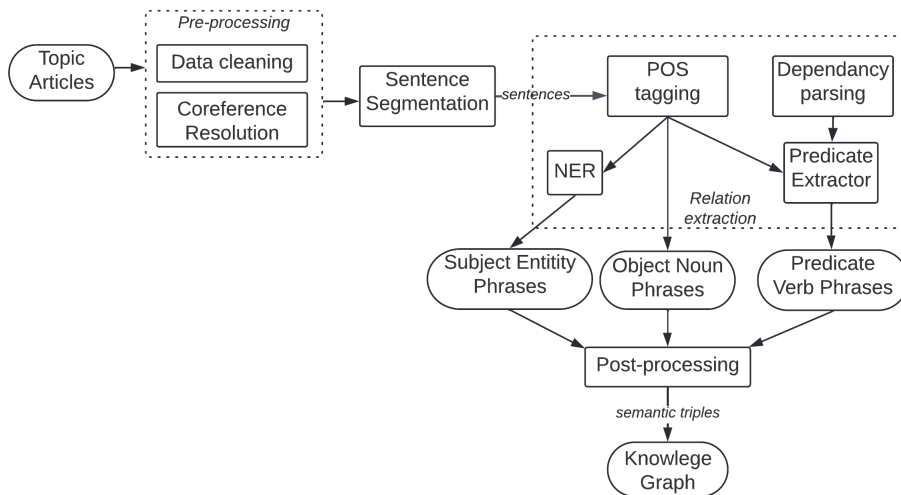 Pre-processing
Topic
Articles
Data cleaning
Coreference
Resolution
Sentence
Segmentation
sentences
POS
tagging
Dependancy
parsing
NER
Predicate
Extractor
Relation
extraction
Subject Entitity
Phrases
Object Noun
Phrases
Predicate
Verb Phrases
Post-processing
semantic triples
Knowlege
Graph